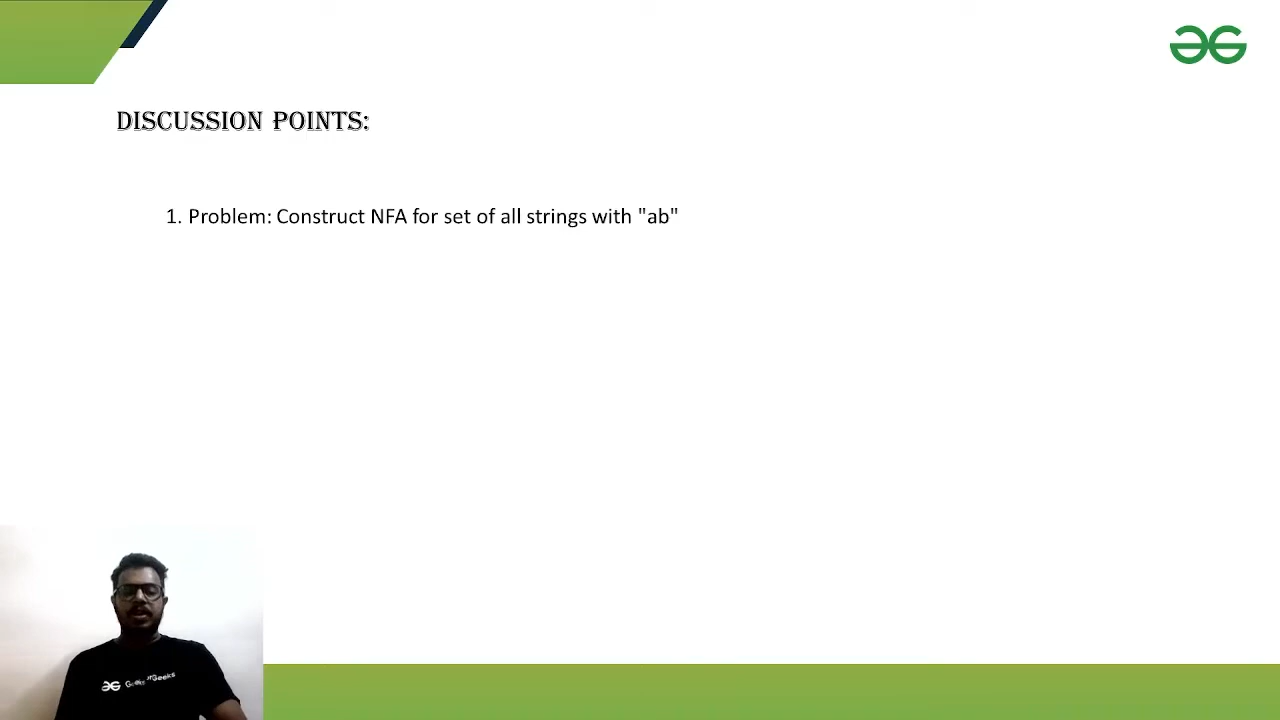 DISCUSSION POINTS:
1. Problem: Construct NFA for set of all strings with "ab"